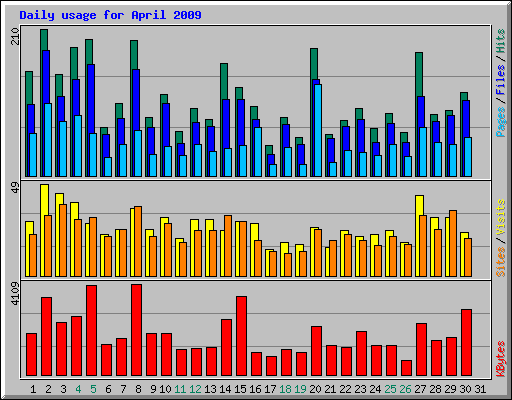 Daily usage for April 2009
210
Pages / Files / Hits
49
Sites / Visits
4109
KBytes
1 2 3 4 5 6 7 8 9 10 11 12 13 14 15 16 17 18 19 20 21 22 23 24 25 26 27 28 29 30 31